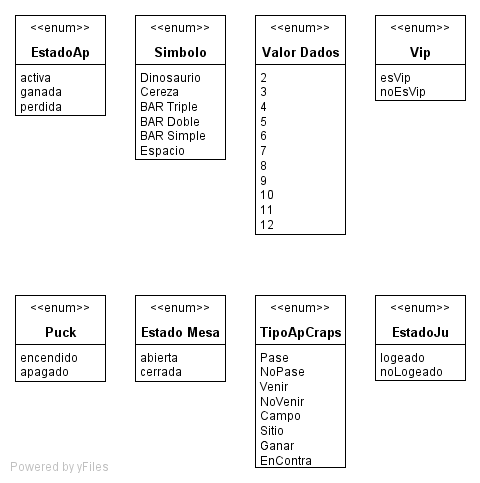 <<enum>>
EstadoAp
activa
ganada
perdida
<<enum>>
Simbolo
Dinosaurio
Cereza
BAR Triple
BAR Doble
BAR Simple
Espacio
<<enum>>
Valor Dados
2
3
4
5
6
7
8
9
10
11
12
<<enum>>
Vip
esVip
noEsVip
<<enum>>
Puck
encendido
apagado
<<enum>>
Estado Mesa
abierta
cerrada
<<enum>>
TipoApCraps
Pase
NoPase
Venir
NoVenir
Campo
Sitio
Ganar
EnContra
<<enum>>
EstadoJu
logeado
noLogeado
Powered by yFiles